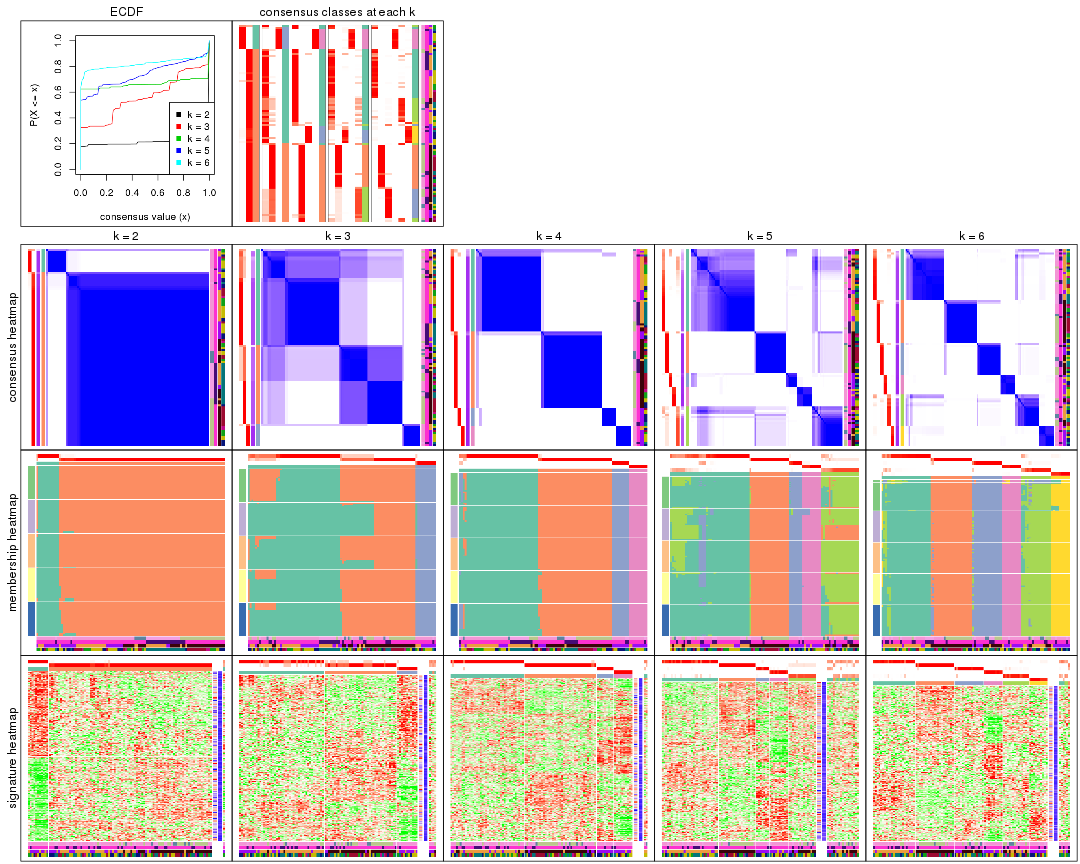 ECDF
consensus classes at each k
P(X <= x)
0.0 0.2 0.4 0.6 0.8 1.0
k = 2
k = 3
k = 4
k = 5
k = 6
0.0 0.2 0.4 0.6 0.8 1.0
consensus value (x)
k = 2
k = 3
k = 4
k = 5
k = 6
consensus heatmap
membership heatmap
signature heatmap